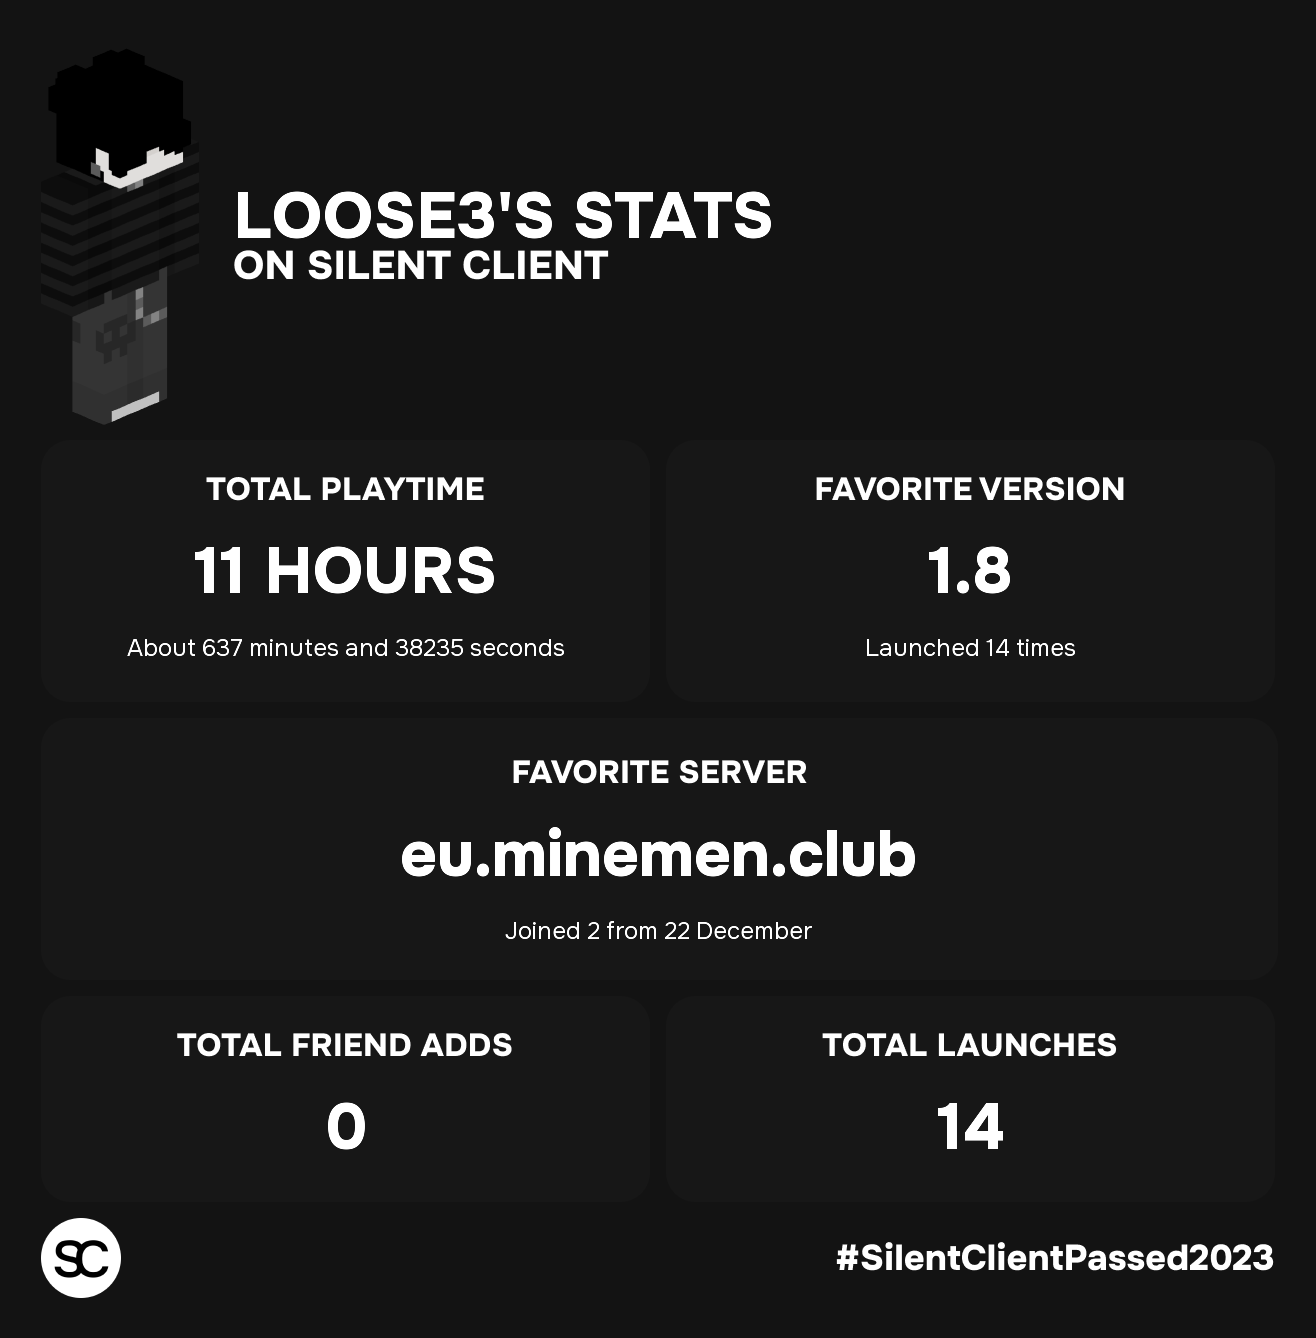 LOOSE3'S STATS
ON SILENT CLIENT
TOTAL PLAYTIME
11 HOURS
About 637 minutes and 38235 seconds
FAVORITE VERSION
1.8
Launched 14 times
FAVORITE SERVER
eu.minemen.club
Joined 2 from 22 December
TOTAL FRIEND ADDS
0
TOTAL LAUNCHES
14
SC
#SilentClientPassed2023